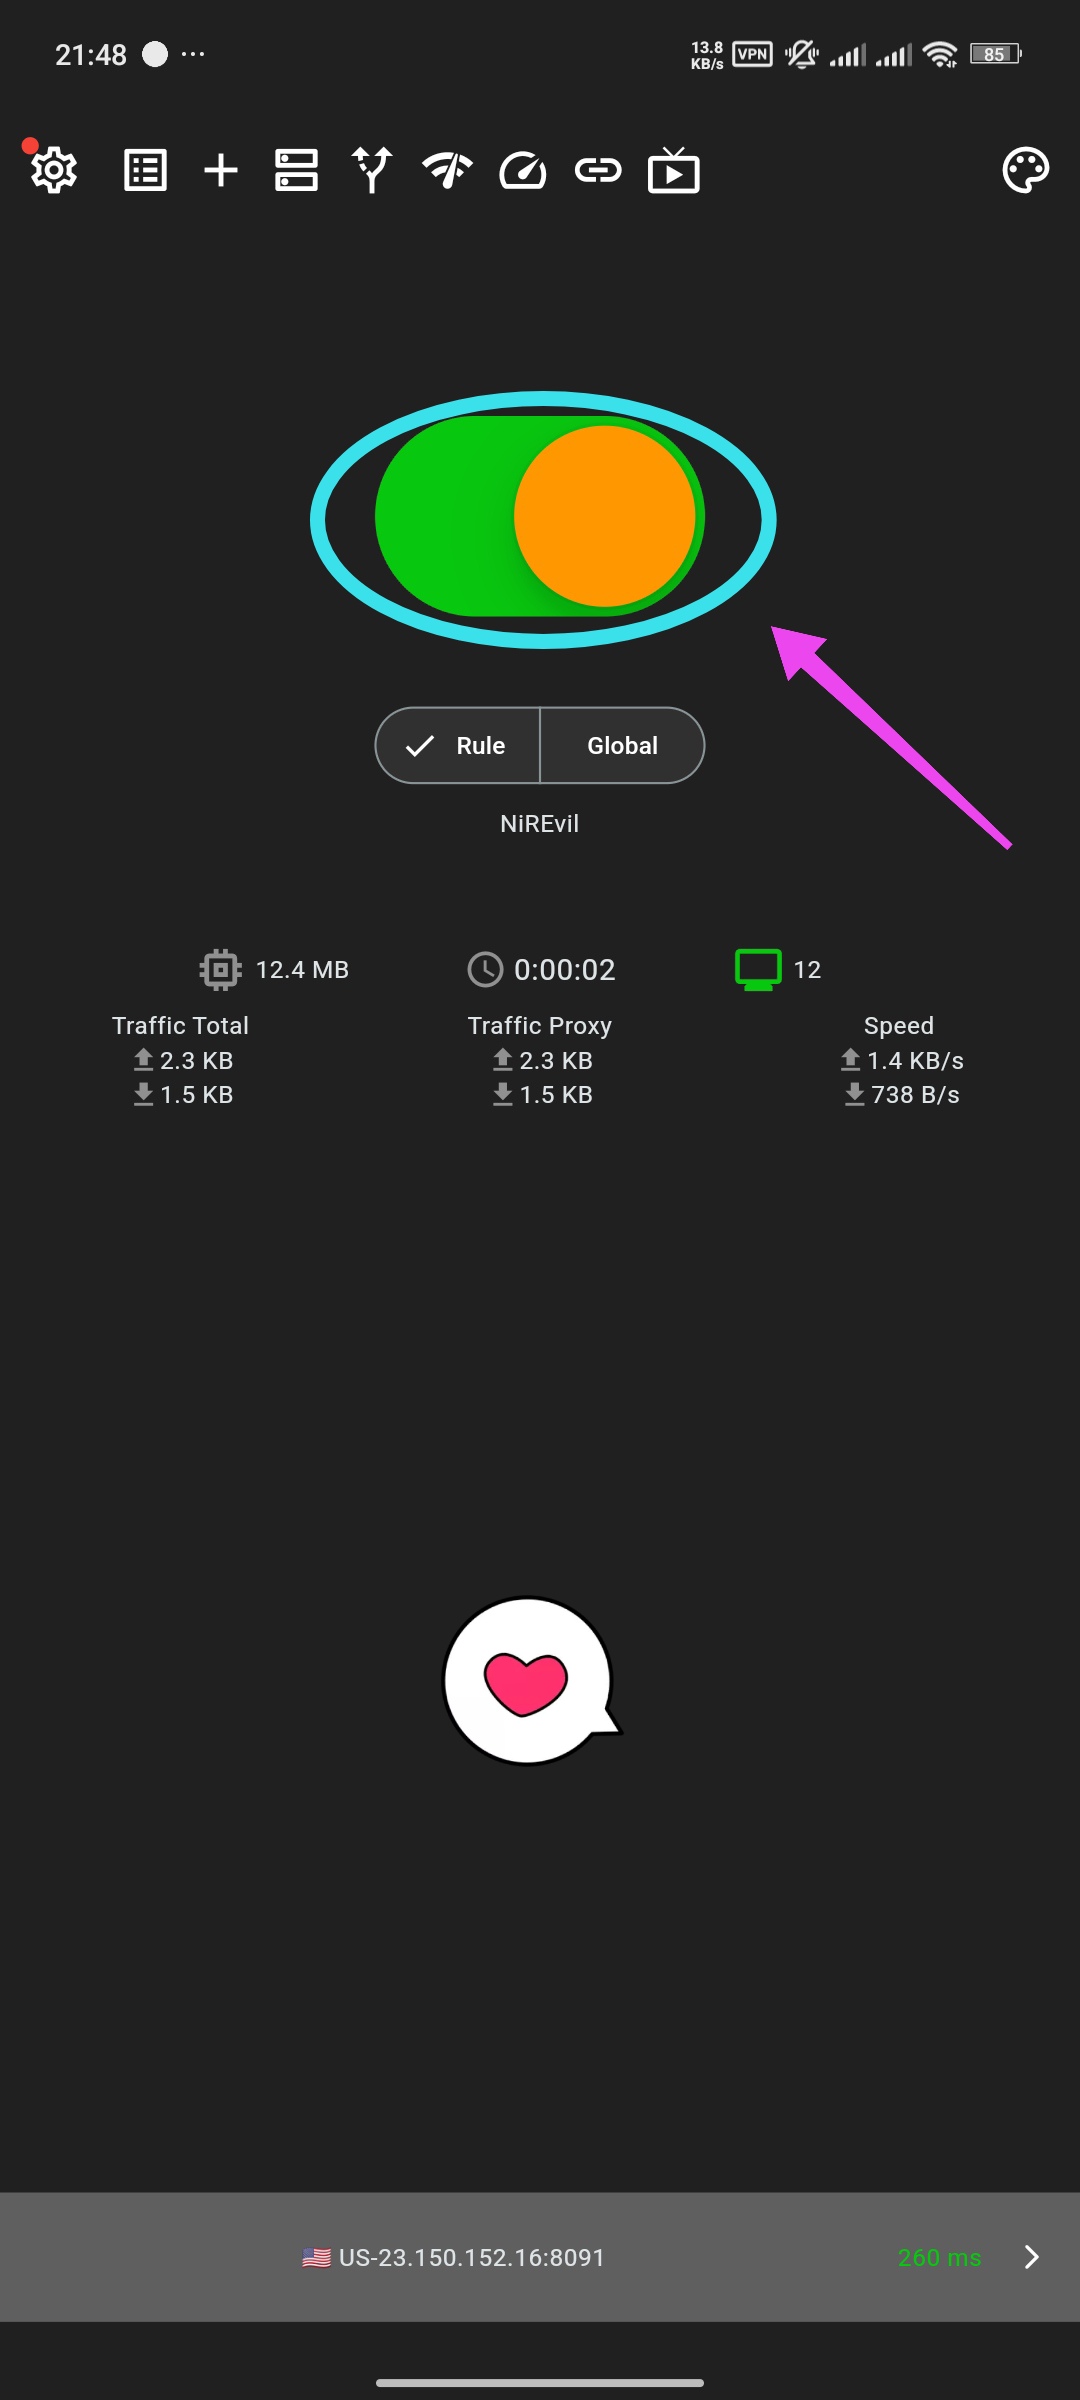 21:48 ... 13.8 KB/s VPN 85
Rule Global
NiREvil
12.4 MB 0:00:02 12
Traffic Total Traffic Proxy Speed
2.3 KB 2.3 KB 1.4 KB/s
1.5 KB 1.5 KB 738 B/s
🇺🇸 US-23.150.152.16:8091 260 ms